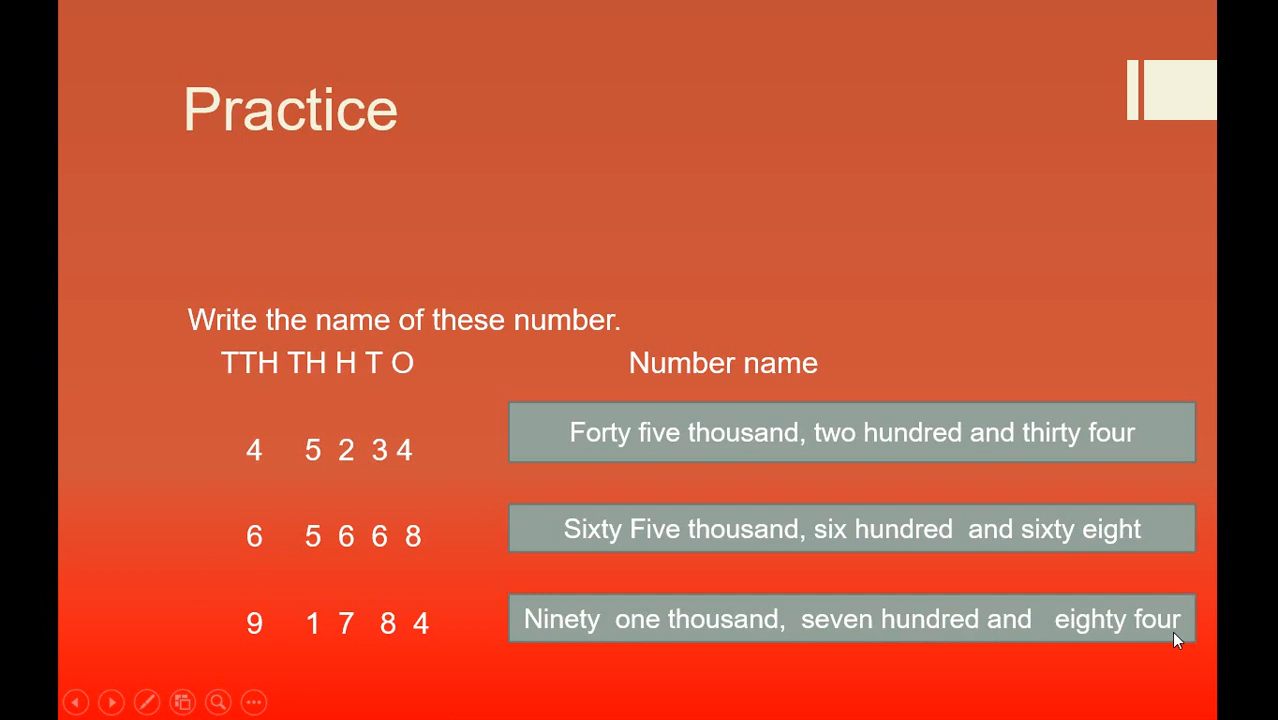 Practice
Write the name of these number.
TTH TH H T O Number name
4 5 2 3 4 Forty five thousand, two hundred and thirty four
6 5 6 6 8 Sixty Five thousand, six hundred and sixty eight
9 1 7 8 4 Ninety one thousand, seven hundred and eighty four